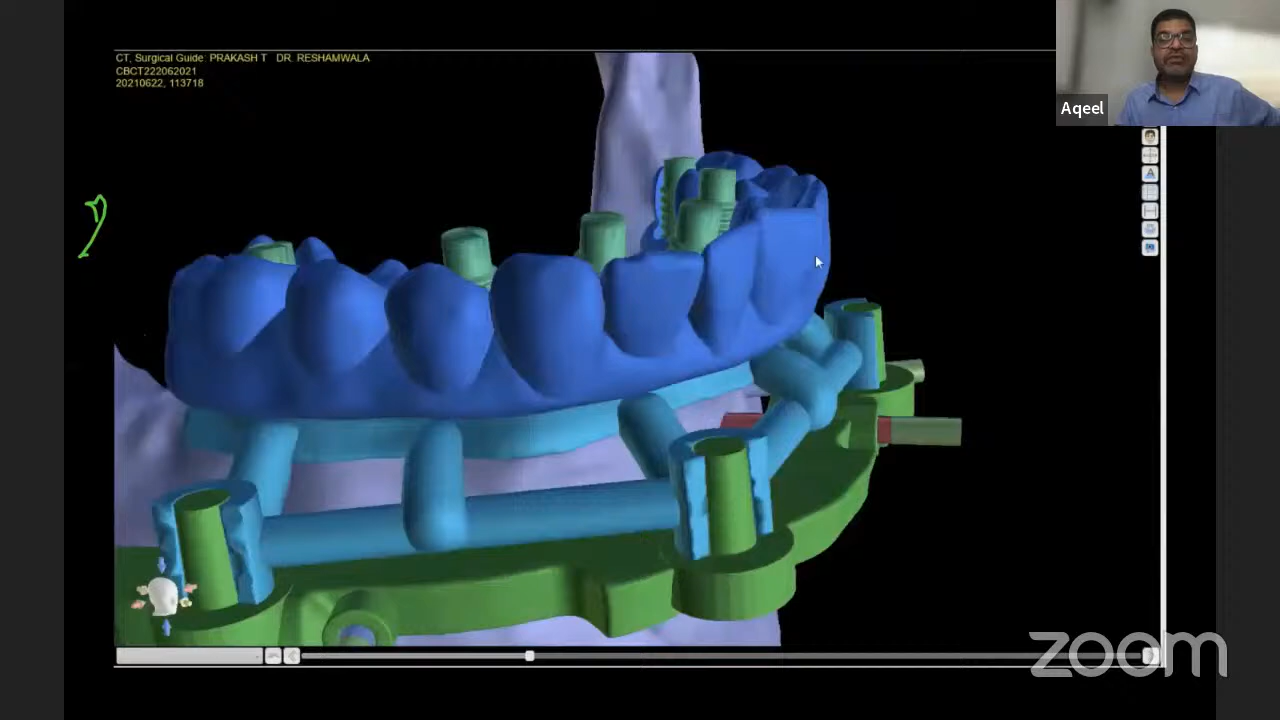 CT, Surgical Guide: PRAKASH T DR. RESHAMWALA
CBCT222062021
20210622, 113718
Aqeel
zoom